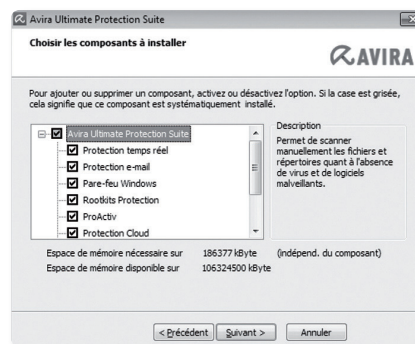 Avira Ultimate Protection Suite
Choisir les composants à installer
AVIRA
Pour ajouter ou supprimer un composant, activez ou désactivez l'option. Si la case est grisée,
cela signifie que ce composant est systématiquement installé.
Avira Ultimate Protection Suite
Protection temps réel
Protection e-mail
Pare-feu Windows
Rootkits Protection
ProActiv
Protection Cloud
Description
Permet de scanner
manuellement les fichiers et
répertoires quant à l'absence
de virus et de logiciels
malveillants.
Espace de mémoire nécessaire sur 186377 kByte (indépend. du composant)
Espace de mémoire disponible sur 106324500 kByte
< Précédent Suivant > Annuler